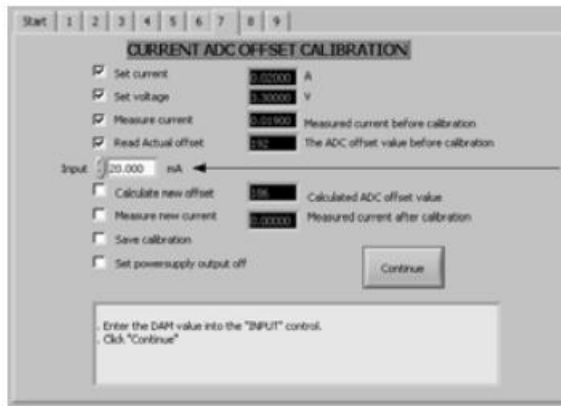 Start 1 2 3 4 5 6 7 8 9
CURRENT ADC OFFSET CALIBRATION
Set current 0.02000 A
Set voltage 0.30000 V
Measure current 0.01900 Measured current before calibration
Read Actual offset 192 The ADC offset value before calibration
Input 20.000 mA
Calculate new offset 186 Calculated ADC offset value
Measure new current 0.00000 Measured current after calibration
Save calibration
Set powersupply output off
Continue
. Enter the DAM value into the "INPUT" control.
. Click "Continue"